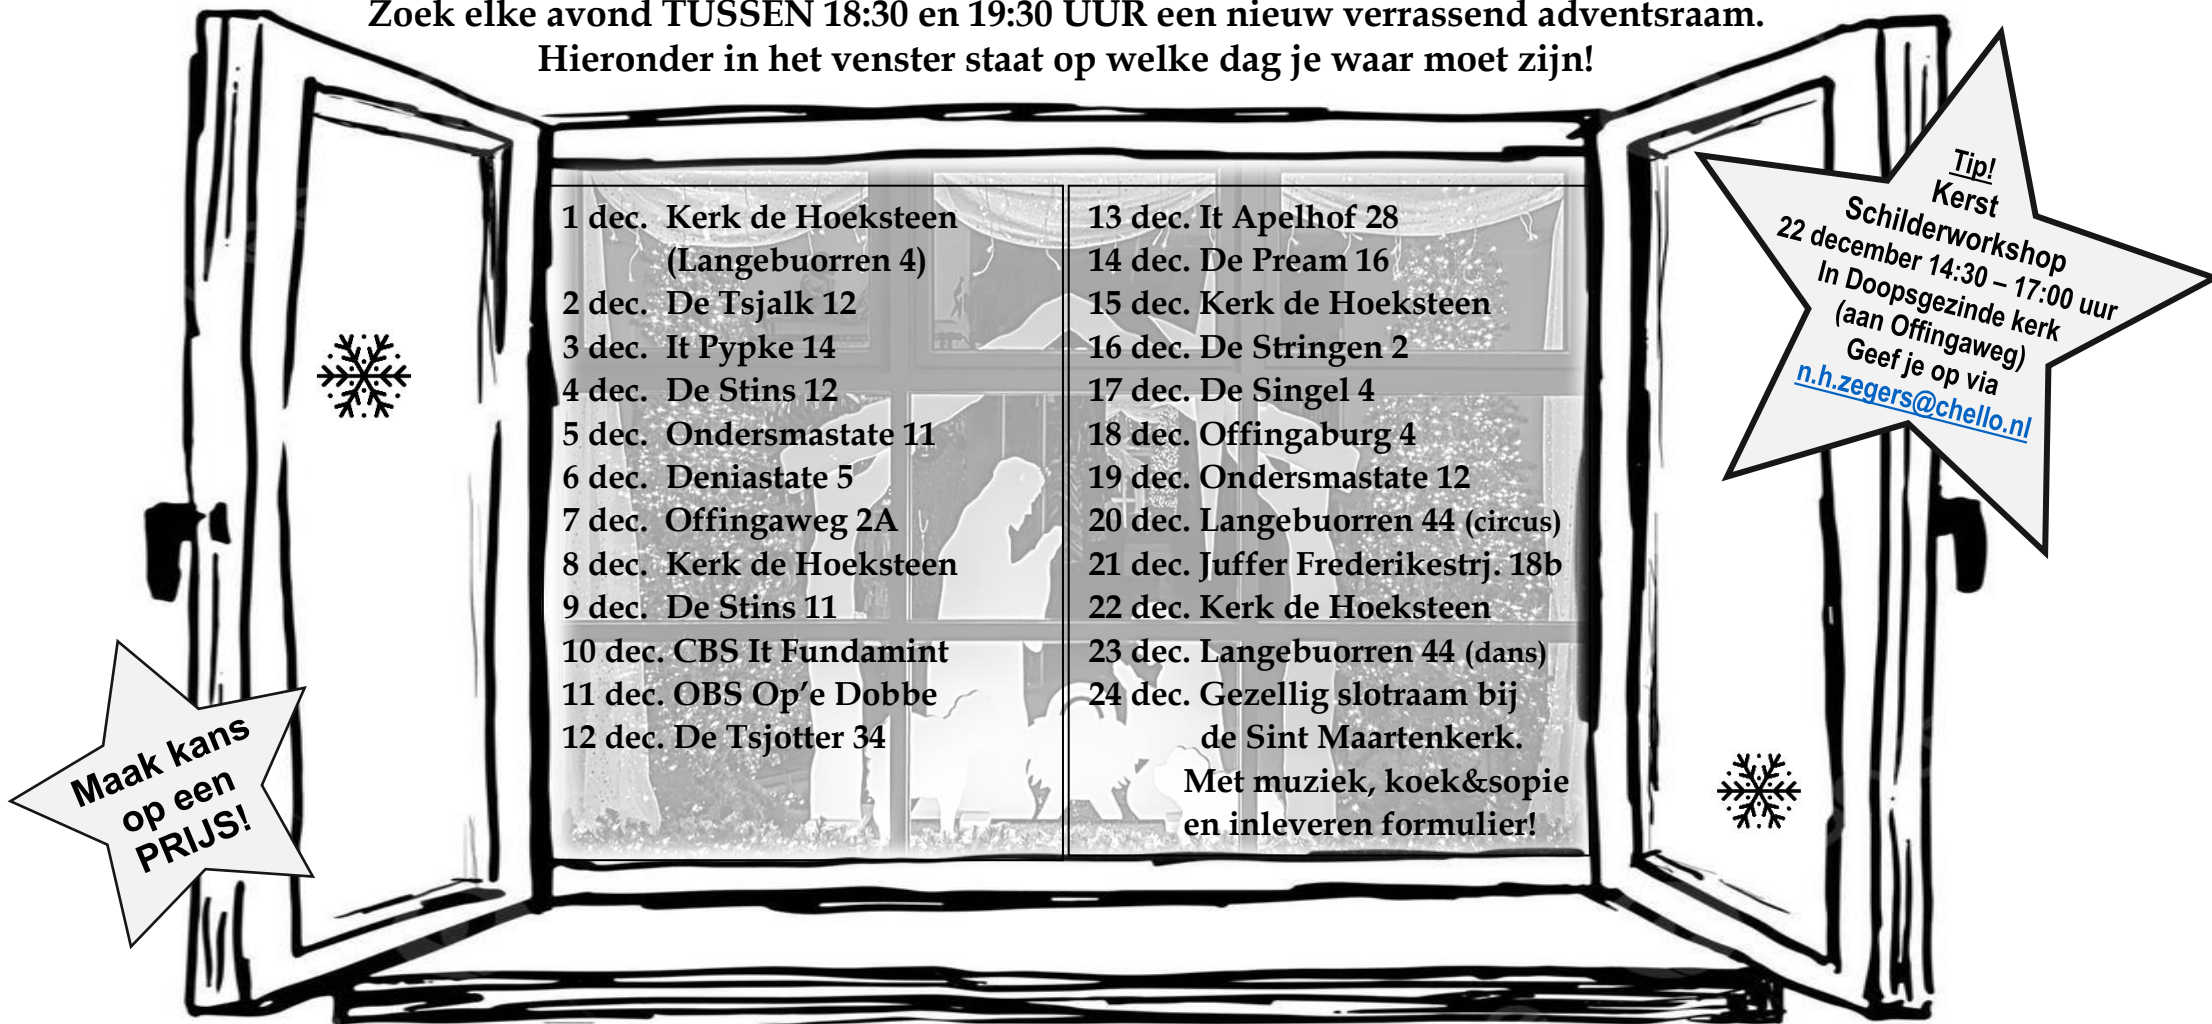 Zoek elke avond TUSSEN 18:30 en 19:30 UUR een nieuw verrassend adventsraam.
Hieronder in het venster staat op welke dag je waar moet zijn!
1 dec. Kerk de Hoeksteen
(Langebuorren 4)
2 dec. De Tsjalk 12
3 dec. It Pypke 14
4 dec. De Stins 12
5 dec. Ondersmastate 11
6 dec. Deniastate 5
7 dec. Offingaweg 2A
8 dec. Kerk de Hoeksteen
9 dec. De Stins 11
10 dec. CBS It Fundamint
11 dec. OBS Op’e Dobbe
12 dec. De Tsjotter 34
13 dec. It Apelhof 28
14 dec. De Pream 16
15 dec. Kerk de Hoeksteen
16 dec. De Stringen 2
17 dec. De Singel 4
18 dec. Offingaburg 4
19 dec. Ondersmastate 12
20 dec. Langebuorren 44 (circus)
21 dec. Juffer Frederikestrj. 18b
22 dec. Kerk de Hoeksteen
23 dec. Langebuorren 44 (dans)
24 dec. Gezellig slotraam bij
de Sint Maartenkerk.
Met muziek, koek&sopie
en inleveren formulier!
Tip!
Kerst
Schilderworkshop
22 december 14:30 – 17:00 uur
In Doopsgezinde kerk
(aan Offingaweg)
Geef je op via
n.h.zegers@chello.nl
Maak kans
op een
PRIJS!